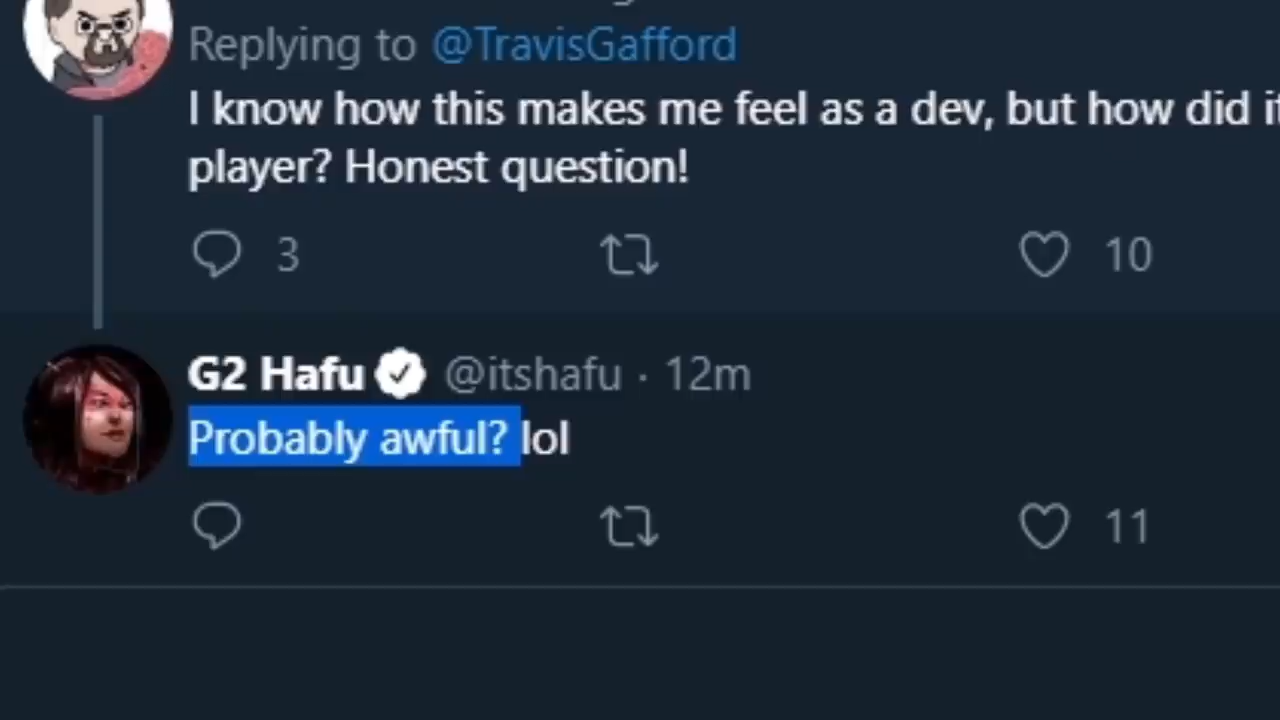 Replying to @TravisGafford
I know how this makes me feel as a dev, but how did
player? Honest question!
3 10
G2 Hafu @itshafu · 12m
Probably awful? lol
11